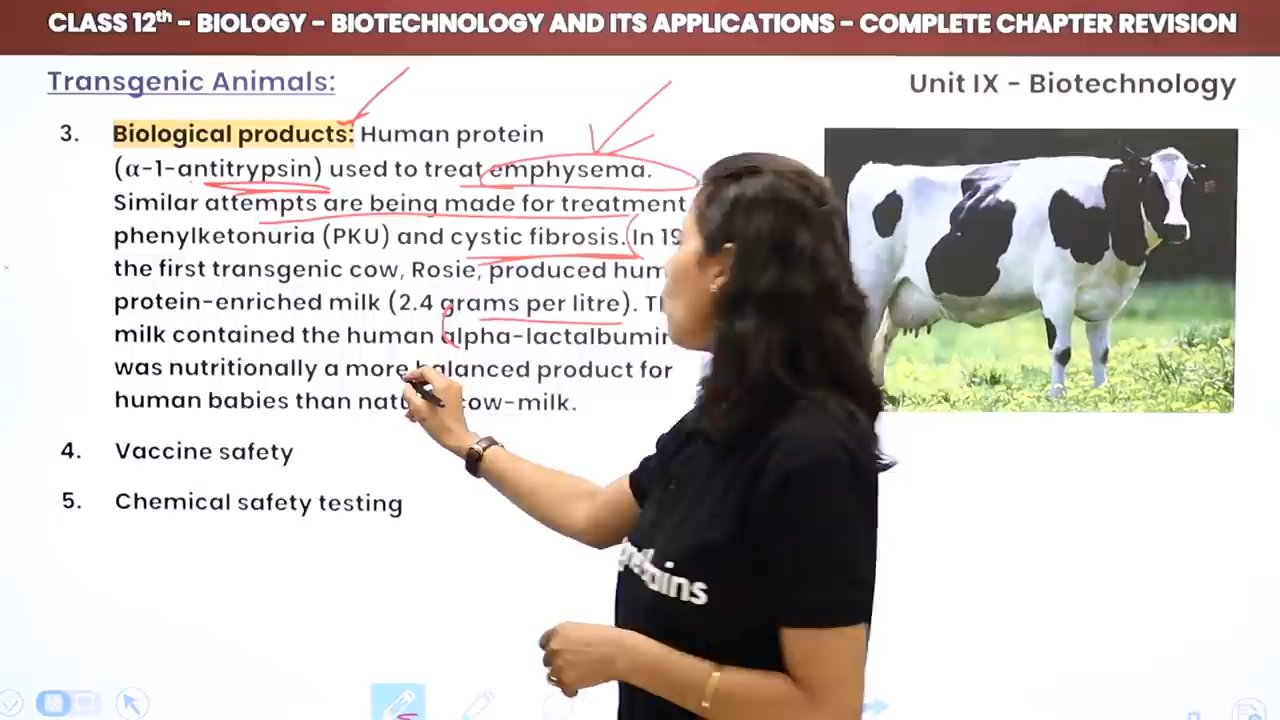 CLASS 12th – BIOLOGY – BIOTECHNOLOGY AND ITS APPLICATIONS – COMPLETE CHAPTER REVISION
Transgenic Animals:
Unit IX – Biotechnology
3. Biological products: Human protein
(α-1-antitrypsin) used to treat emphysema.
Similar attempts are being made for treatment
phenylketonuria (PKU) and cystic fibrosis. In
the first transgenic cow, Rosie, produced
protein-enriched milk (2.4 grams per litre).
milk contained the human alpha-lactalbumin
was nutritionally a more balanced product for
human babies than cow-milk.
4. Vaccine safety
5. Chemical safety testing